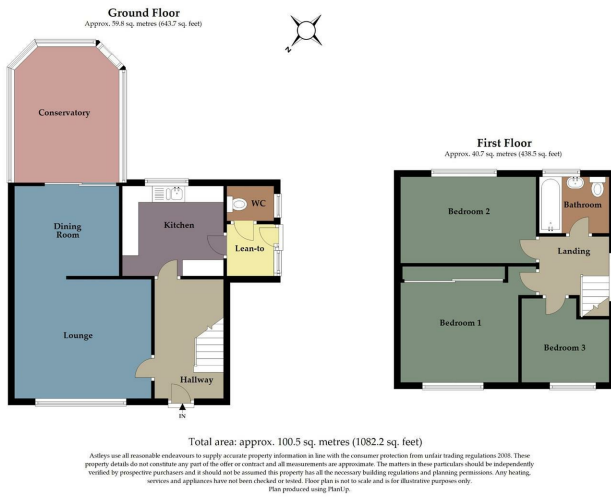 Ground Floor
Approx. 59.8 sq. metres (643.7 sq. feet)
N
Conservatory
First Floor
Approx. 40.7 sq. metres (438.5 sq. feet)
WC
Bathroom
Bedroom 2
Kitchen
Dining
Room
Lean-to
Landing
Bedroom 1
Lounge
Bedroom 3
Hallway
IN
Total area: approx. 100.5 sq. metres (1082.2 sq. feet)
Astleys use all reasonable endeavours to supply accurate property information in line with the consumer protection from unfair trading regulations 2008. These
property details do not constitute any part of the offer or contract and all measurements are approximate. The matters in these particulars should be independently
verified by prospective purchasers and it should not be assumed this property has all the necessary building regulations and planning permissions. Any heating,
services and appliances have not been checked or tested. Floor plan is not to scale and is for illustrative purposes only.
Plan produced using PlanUp.